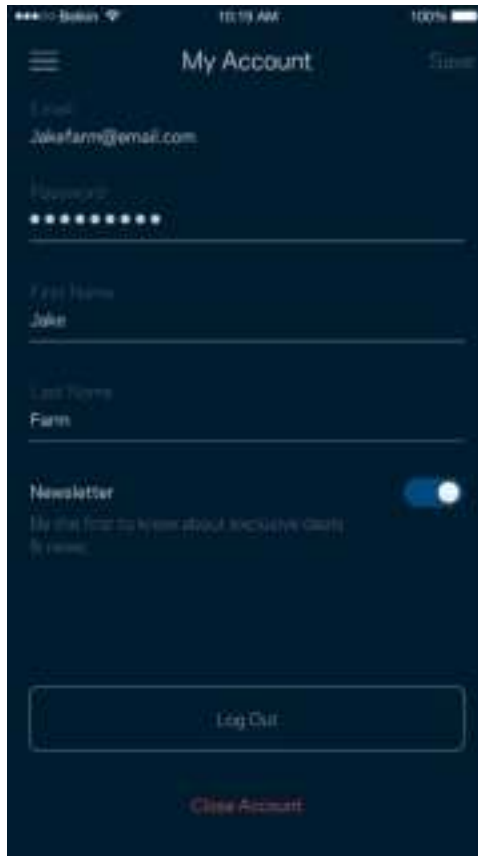 Belkin 10:19 AM 100%
My Account Save
Email
Jakefarm@email.com
Password
•••••••••
First Name
Jake
Last Name
Farm
Newsletter
Be the first to know about exclusive deals
& news.
Log Out
Close Account